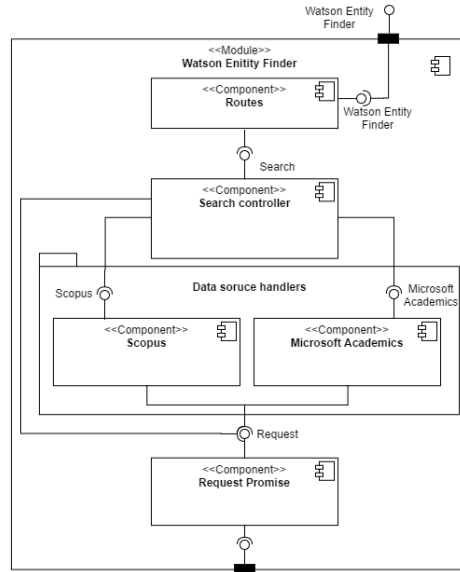 Watson Entity
Finder
<<Module>>
Watson Enitity Finder
<<Component>>
Routes
Watson Entity
Finder
Search
<<Component>>
Search controller
Scopus
Data soruce handlers
Microsoft
Academics
<<Component>>
Scopus
<<Component>>
Microsoft Academics
Request
<<Component>>
Request Promise